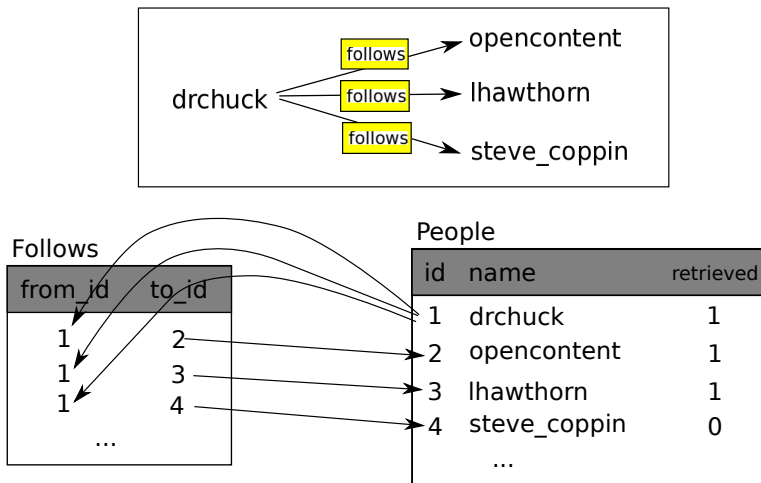 follows opencontent
drchuck follows lhawthorn
follows steve_coppin
Follows
from_id to_id
1 2
1 3
1 4
...
People
id name retrieved
1 drchuck 1
2 opencontent 1
3 lhawthorn 1
4 steve_coppin 0
...